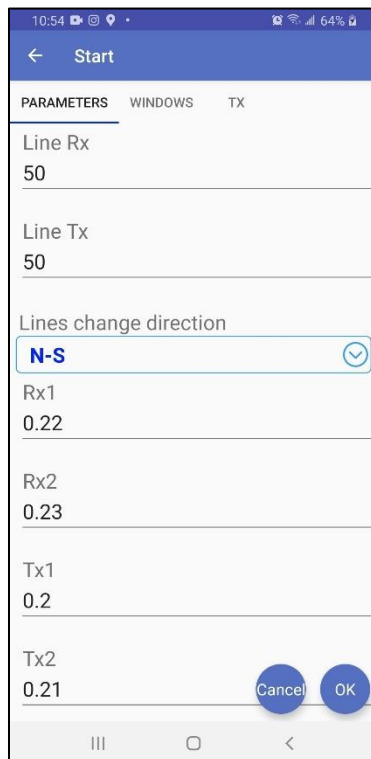 10:54 64%
Start
PARAMETERS WINDOWS TX
Line Rx
50
Line Tx
50
Lines change direction
N-S
Rx1
0.22
Rx2
0.23
Tx1
0.2
Tx2
0.21
Cancel OK